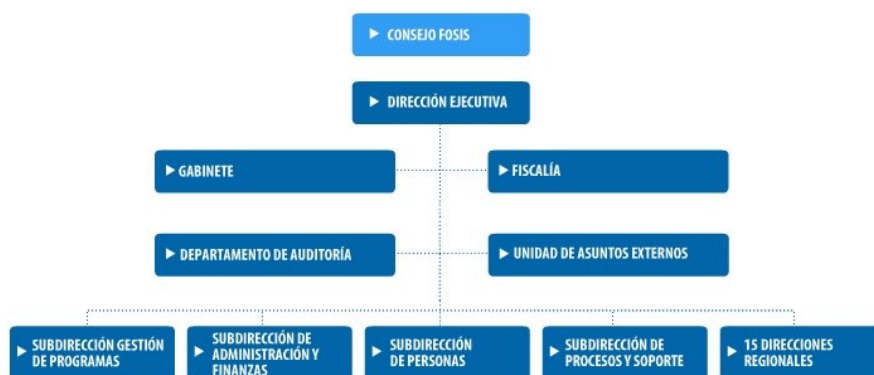 CONSEJO FOSIS
DIRECCIÓN EJECUTIVA
GABINETE
FISCALÍA
DEPARTAMENTO DE AUDITORÍA
UNIDAD DE ASUNTOS EXTERNOS
SUBDIRECCIÓN GESTIÓN
DE PROGRAMAS
SUBDIRECCIÓN DE
ADMINISTRACIÓN Y
FINANZAS
SUBDIRECCIÓN
DE PERSONAS
SUBDIRECCIÓN DE
PROCESOS Y SOPORTE
15 DIRECCIONES
REGIONALES